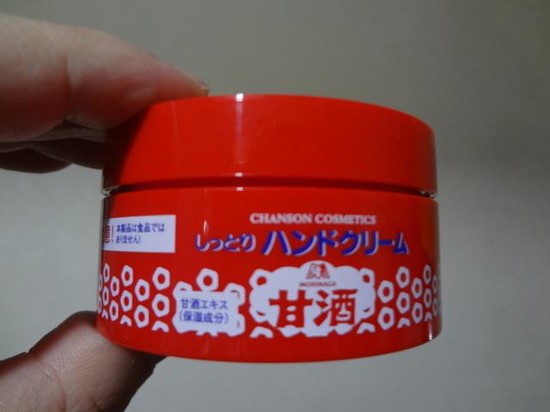 CHANSON COSMETICS
しっとりハンドクリーム
本製品は食品では
ありません!
MORINAGA
甘酒
甘酒エキス
(保湿成分)